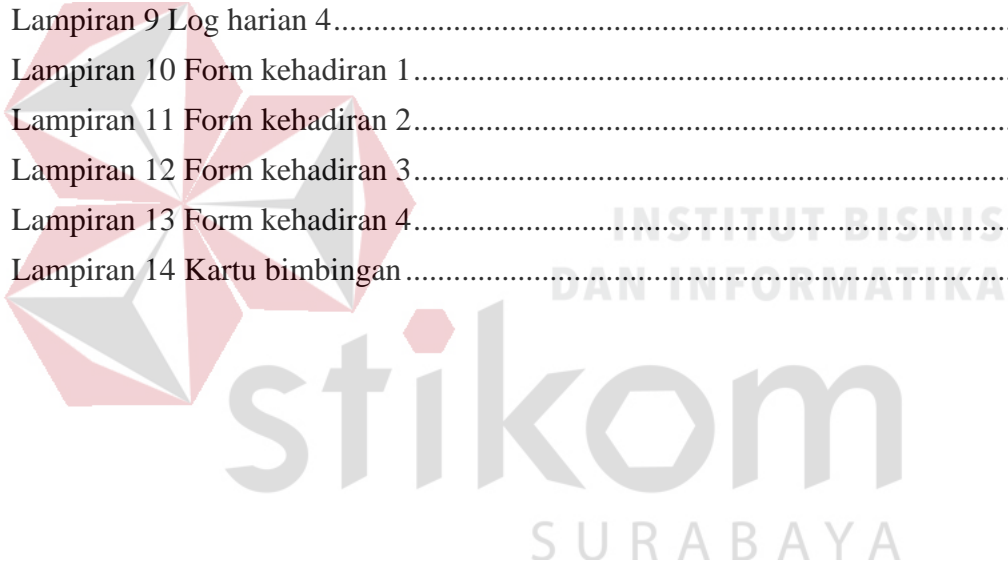 Lampiran 9 Log harian 4..........................................................................
Lampiran 10 Form kehadiran 1................................................................
Lampiran 11 Form kehadiran 2................................................................
Lampiran 12 Form kehadiran 3................................................................
Lampiran 13 Form kehadiran 4................................................................
Lampiran 14 Kartu bimbingan.................................................................
INSTITUT BISNIS
DAN INFORMATIKA
stikom
SURABAYA